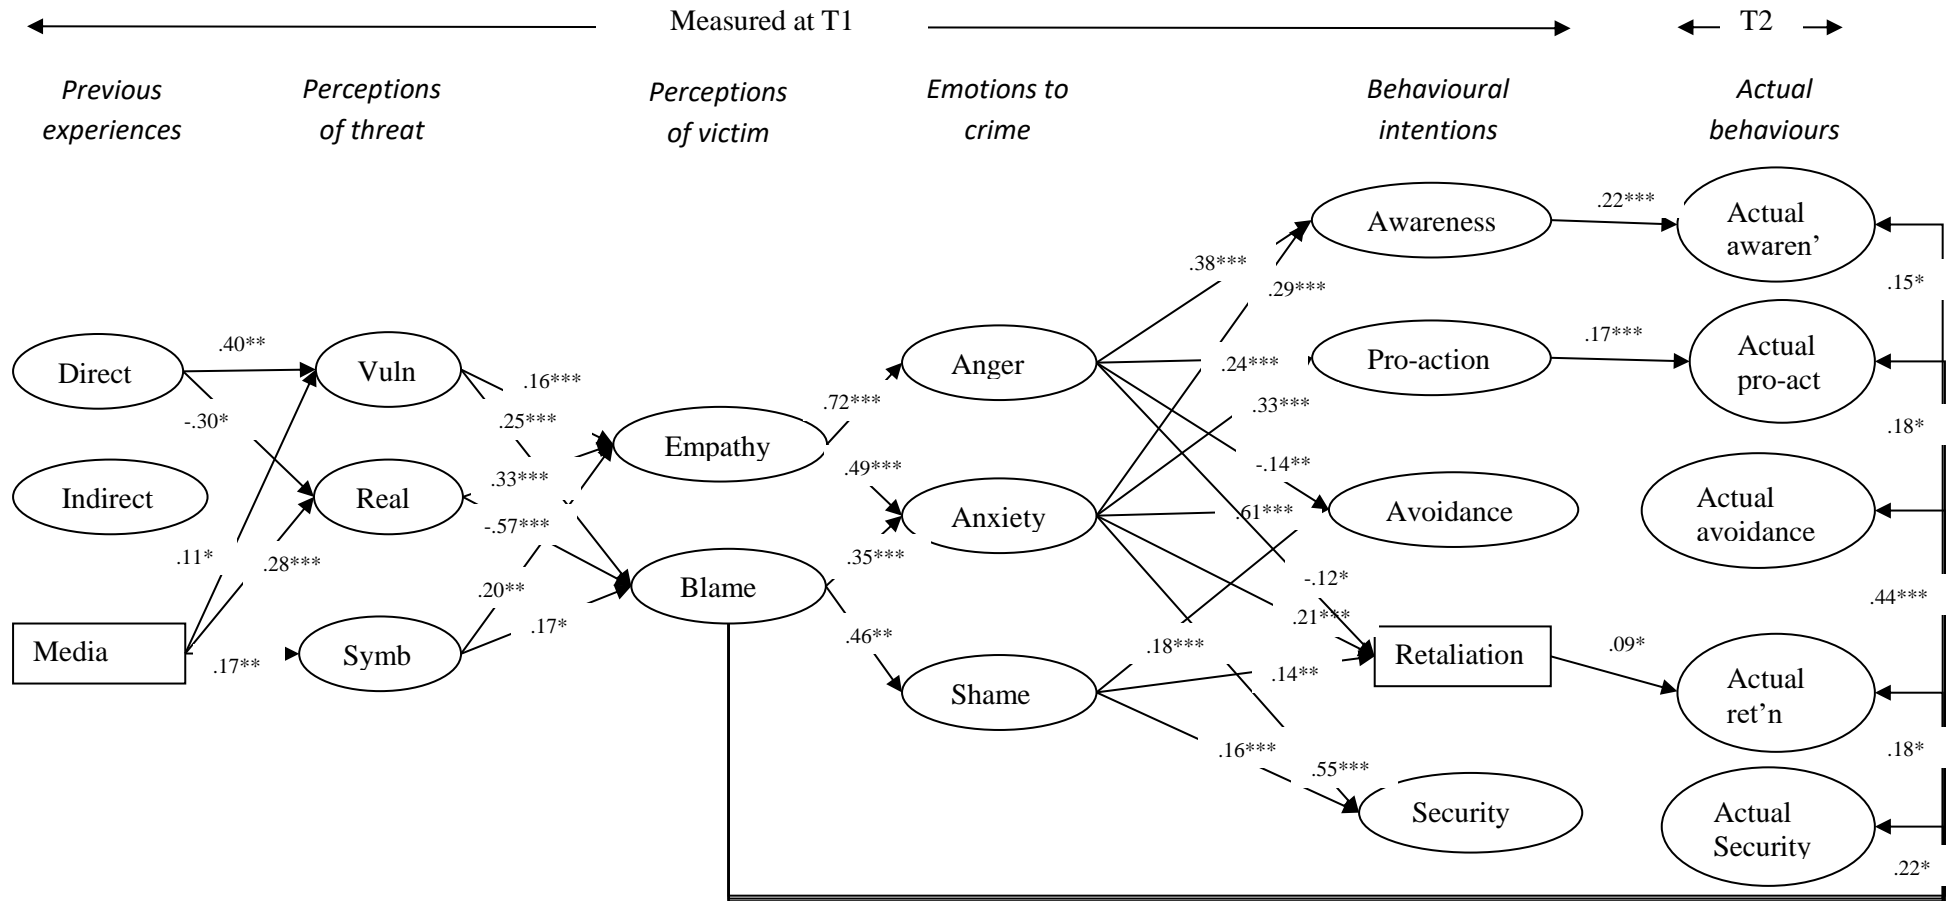 Measured at T1
T2
Previous
experiences
Perceptions
of threat
Perceptions
of victim
Emotions to
crime
Behavioural
intentions
Actual
behaviours
Direct
Indirect
Media
.40**
-.30*
.11*
.28***
.17**
Vuln
Real
Symb
.16***
.25***
.33***
-.57***
.20**
.17*
Empathy
Blame
.72***
.49***
.35***
.46**
Anger
Anxiety
Shame
.38***
.29***
.24***
.33***
-.14**
.61***
-.12*
.21***
.18***
.14**
.16***
.55***
Awareness
Pro-action
Avoidance
Retaliation
Security
.22***
.17***
.09*
Actual
awaren’
Actual
pro-act
Actual
avoidance
Actual
ret’n
Actual
Security
.15*
.18*
.44***
.18*
.22*